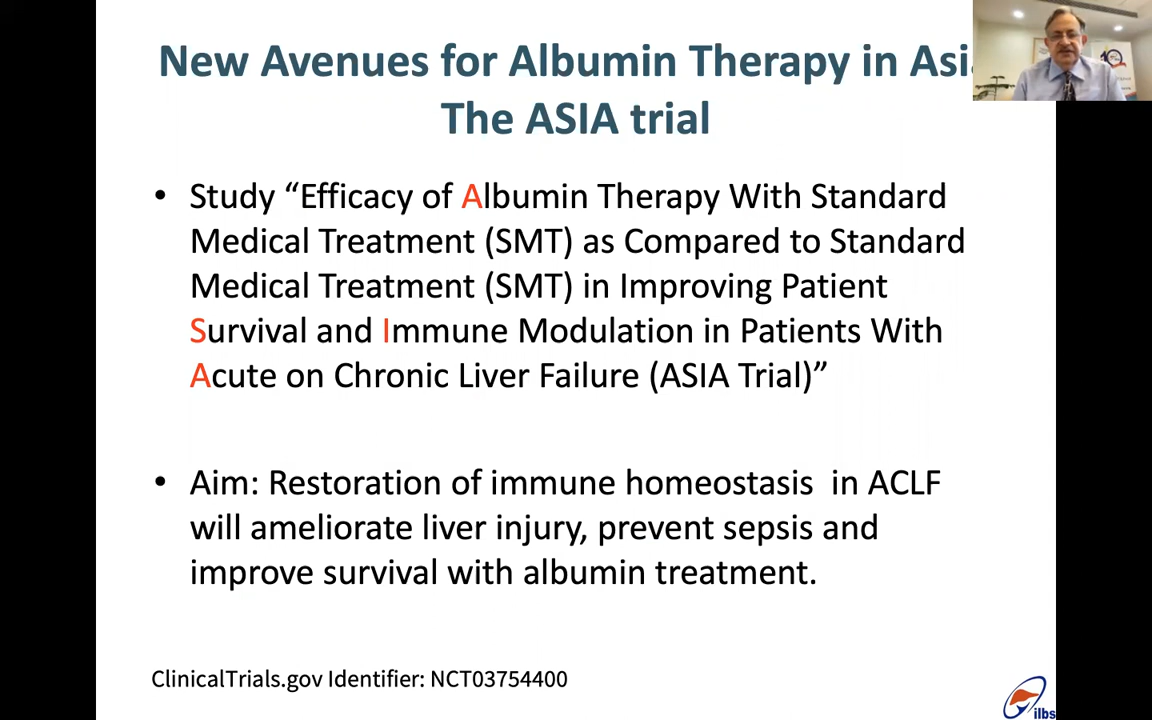 New Avenues for Albumin Therapy in Asi
The ASIA trial
• Study “Efficacy of Albumin Therapy With Standard
Medical Treatment (SMT) as Compared to Standard
Medical Treatment (SMT) in Improving Patient
Survival and Immune Modulation in Patients With
Acute on Chronic Liver Failure (ASIA Trial)”
• Aim: Restoration of immune homeostasis in ACLF
will ameliorate liver injury, prevent sepsis and
improve survival with albumin treatment.
ClinicalTrials.gov Identifier: NCT03754400
ilbs